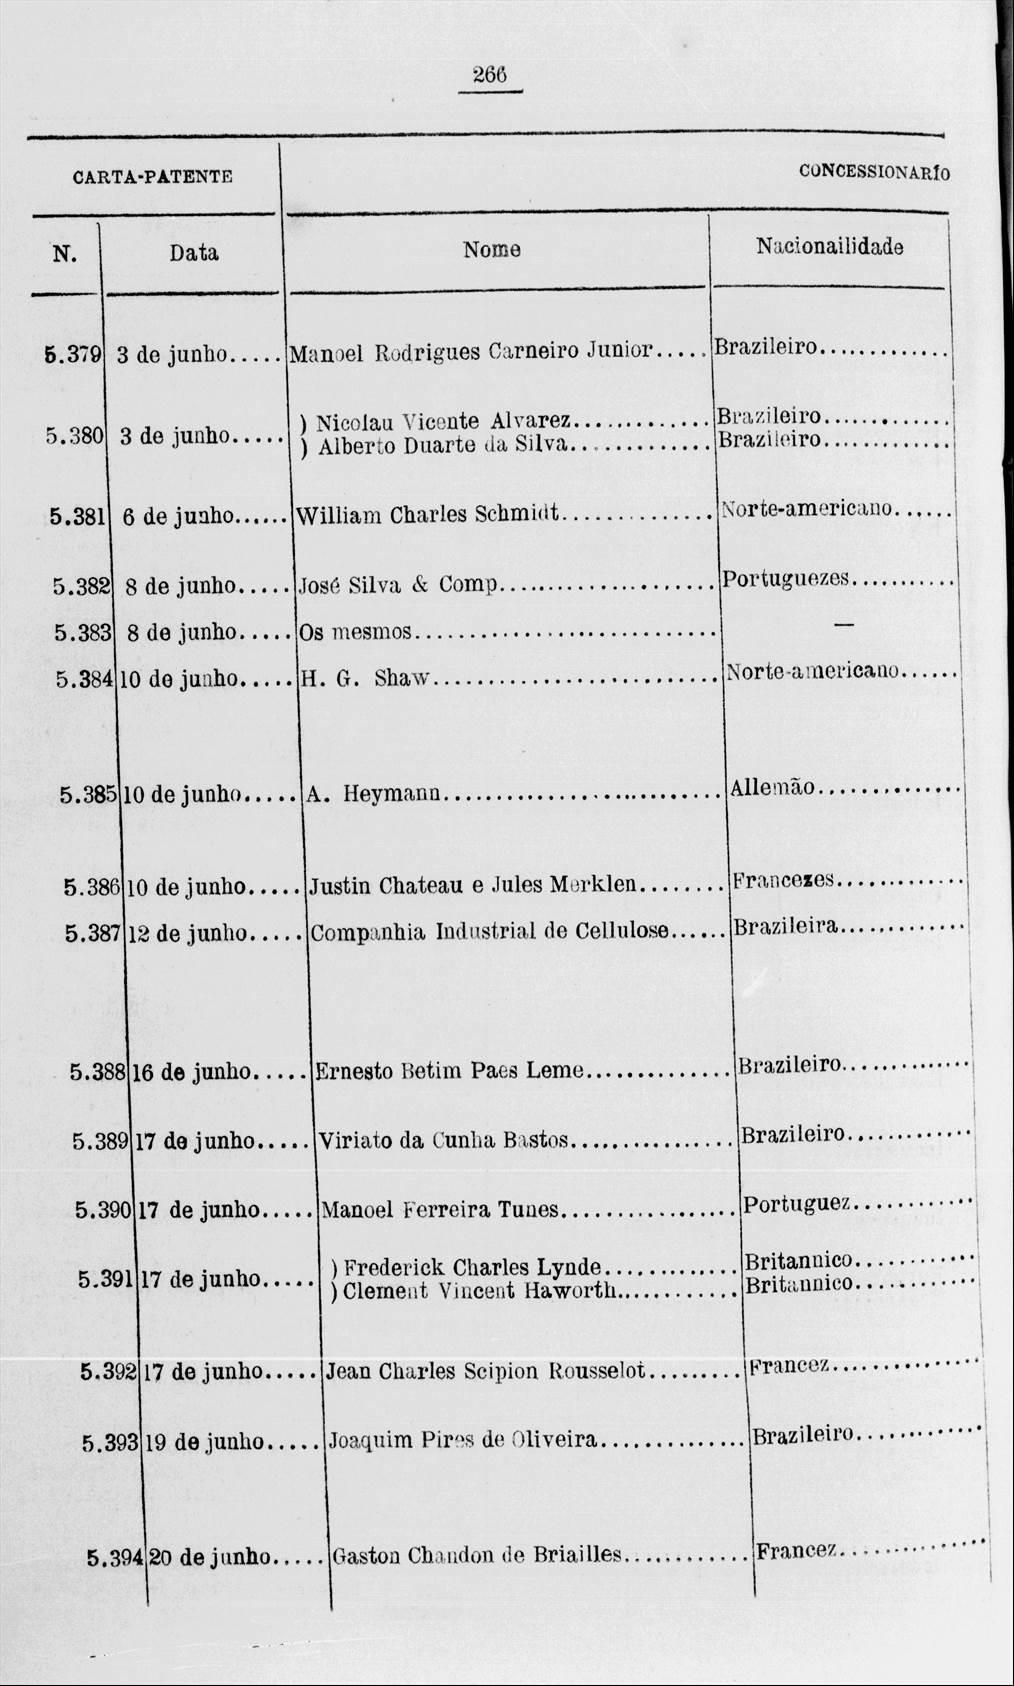 266
CARTA-PATENTE CONCESSIONARIO
N. Data Nome Nacionailidade
5.379 3 de junho..... Manoel Rodrigues Carneiro Junior..... Brazileiro.............
5.380 3 de junho..... ) Nicolau Vicente Alvarez............. Brazileiro.............
) Alberto Duarte da Silva............. Brazileiro.............
5.381 6 de junho...... William Charles Schmidt............... Norte-americano......
5.382 8 de junho..... José Silva & Comp...................... Portuguezes...........
5.383 8 de junho..... Os mesmos.............................. —
5.384 10 de junho..... H. G. Shaw............................ Norte-americano......
5.385 10 de junho..... A. Heymann............................ Allemão..............
5.386 10 de junho..... Justin Chateau e Jules Merklen........ Francezes.............
5.387 12 de junho..... Companhia Industrial de Cellulose...... Brazileira.............
5.388 16 de junho..... Ernesto Betim Paes Leme.............. Brazileiro.............
5.389 17 de junho..... Viriato da Cunha Bastos................ Brazileiro.............
5.390 17 de junho..... Manoel Ferreira Tunes................. Portuguez............
5.391 17 de junho..... ) Frederick Charles Lynde............. Britannico............
) Clement Vincent Haworth............ Britannico............
5.392 17 de junho..... Jean Charles Scipion Rousselot......... Francez...............
5.393 19 de junho..... Joaquim Pires de Oliveira............... Brazileiro.............
5.394 20 de junho..... Gaston Chandon de Briailles............. Francez...............